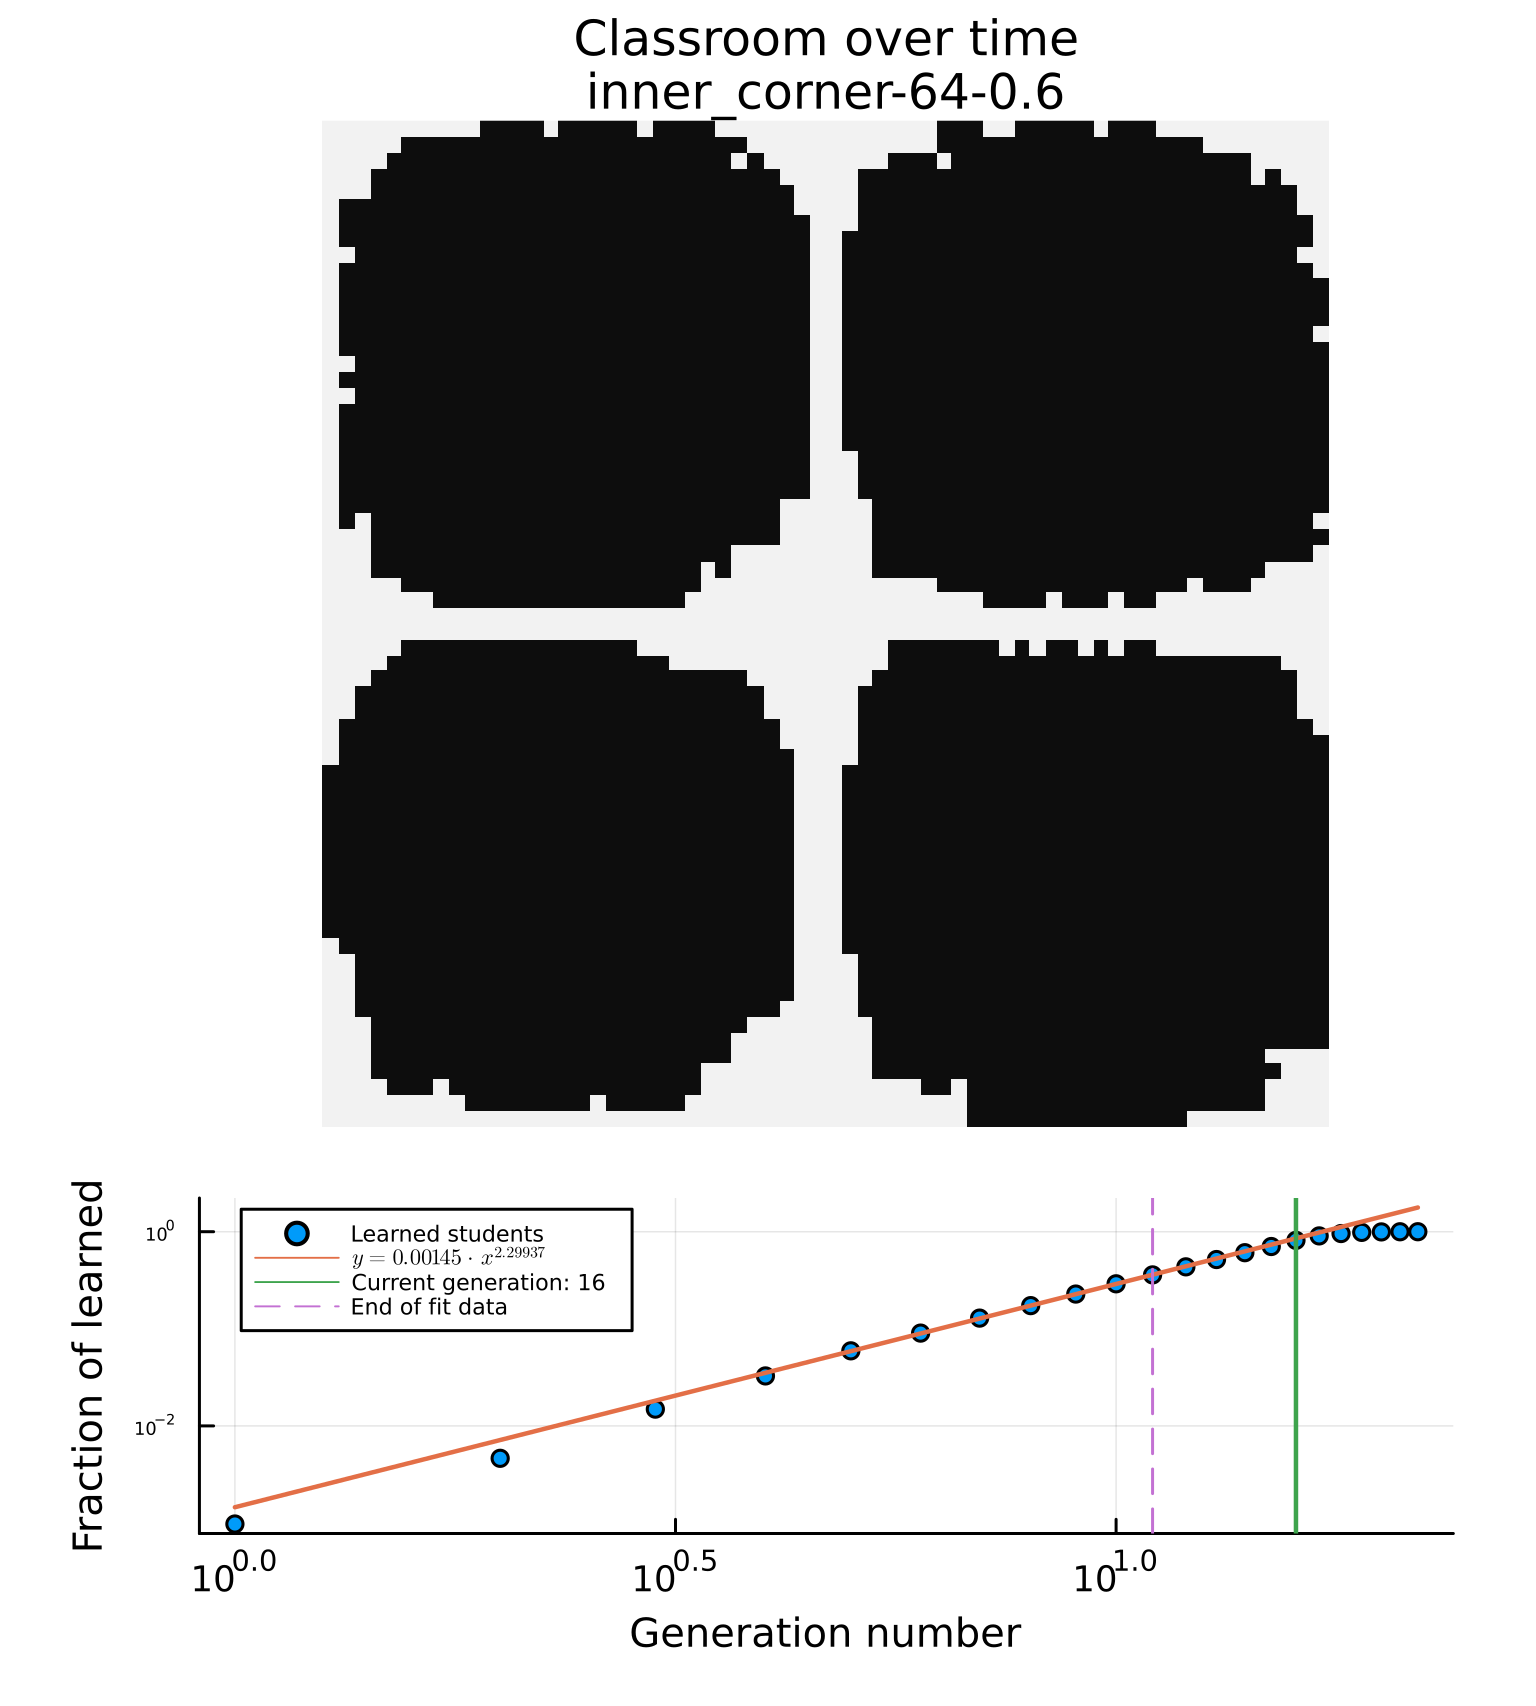 Classroom over time
inner_corner-64-0.6
Fraction of learned
10^0
10^-2
Learned students
y = 0.00145 · x^2.29937
Current generation: 16
End of fit data
10^0.0
10^0.5
10^1.0
Generation number